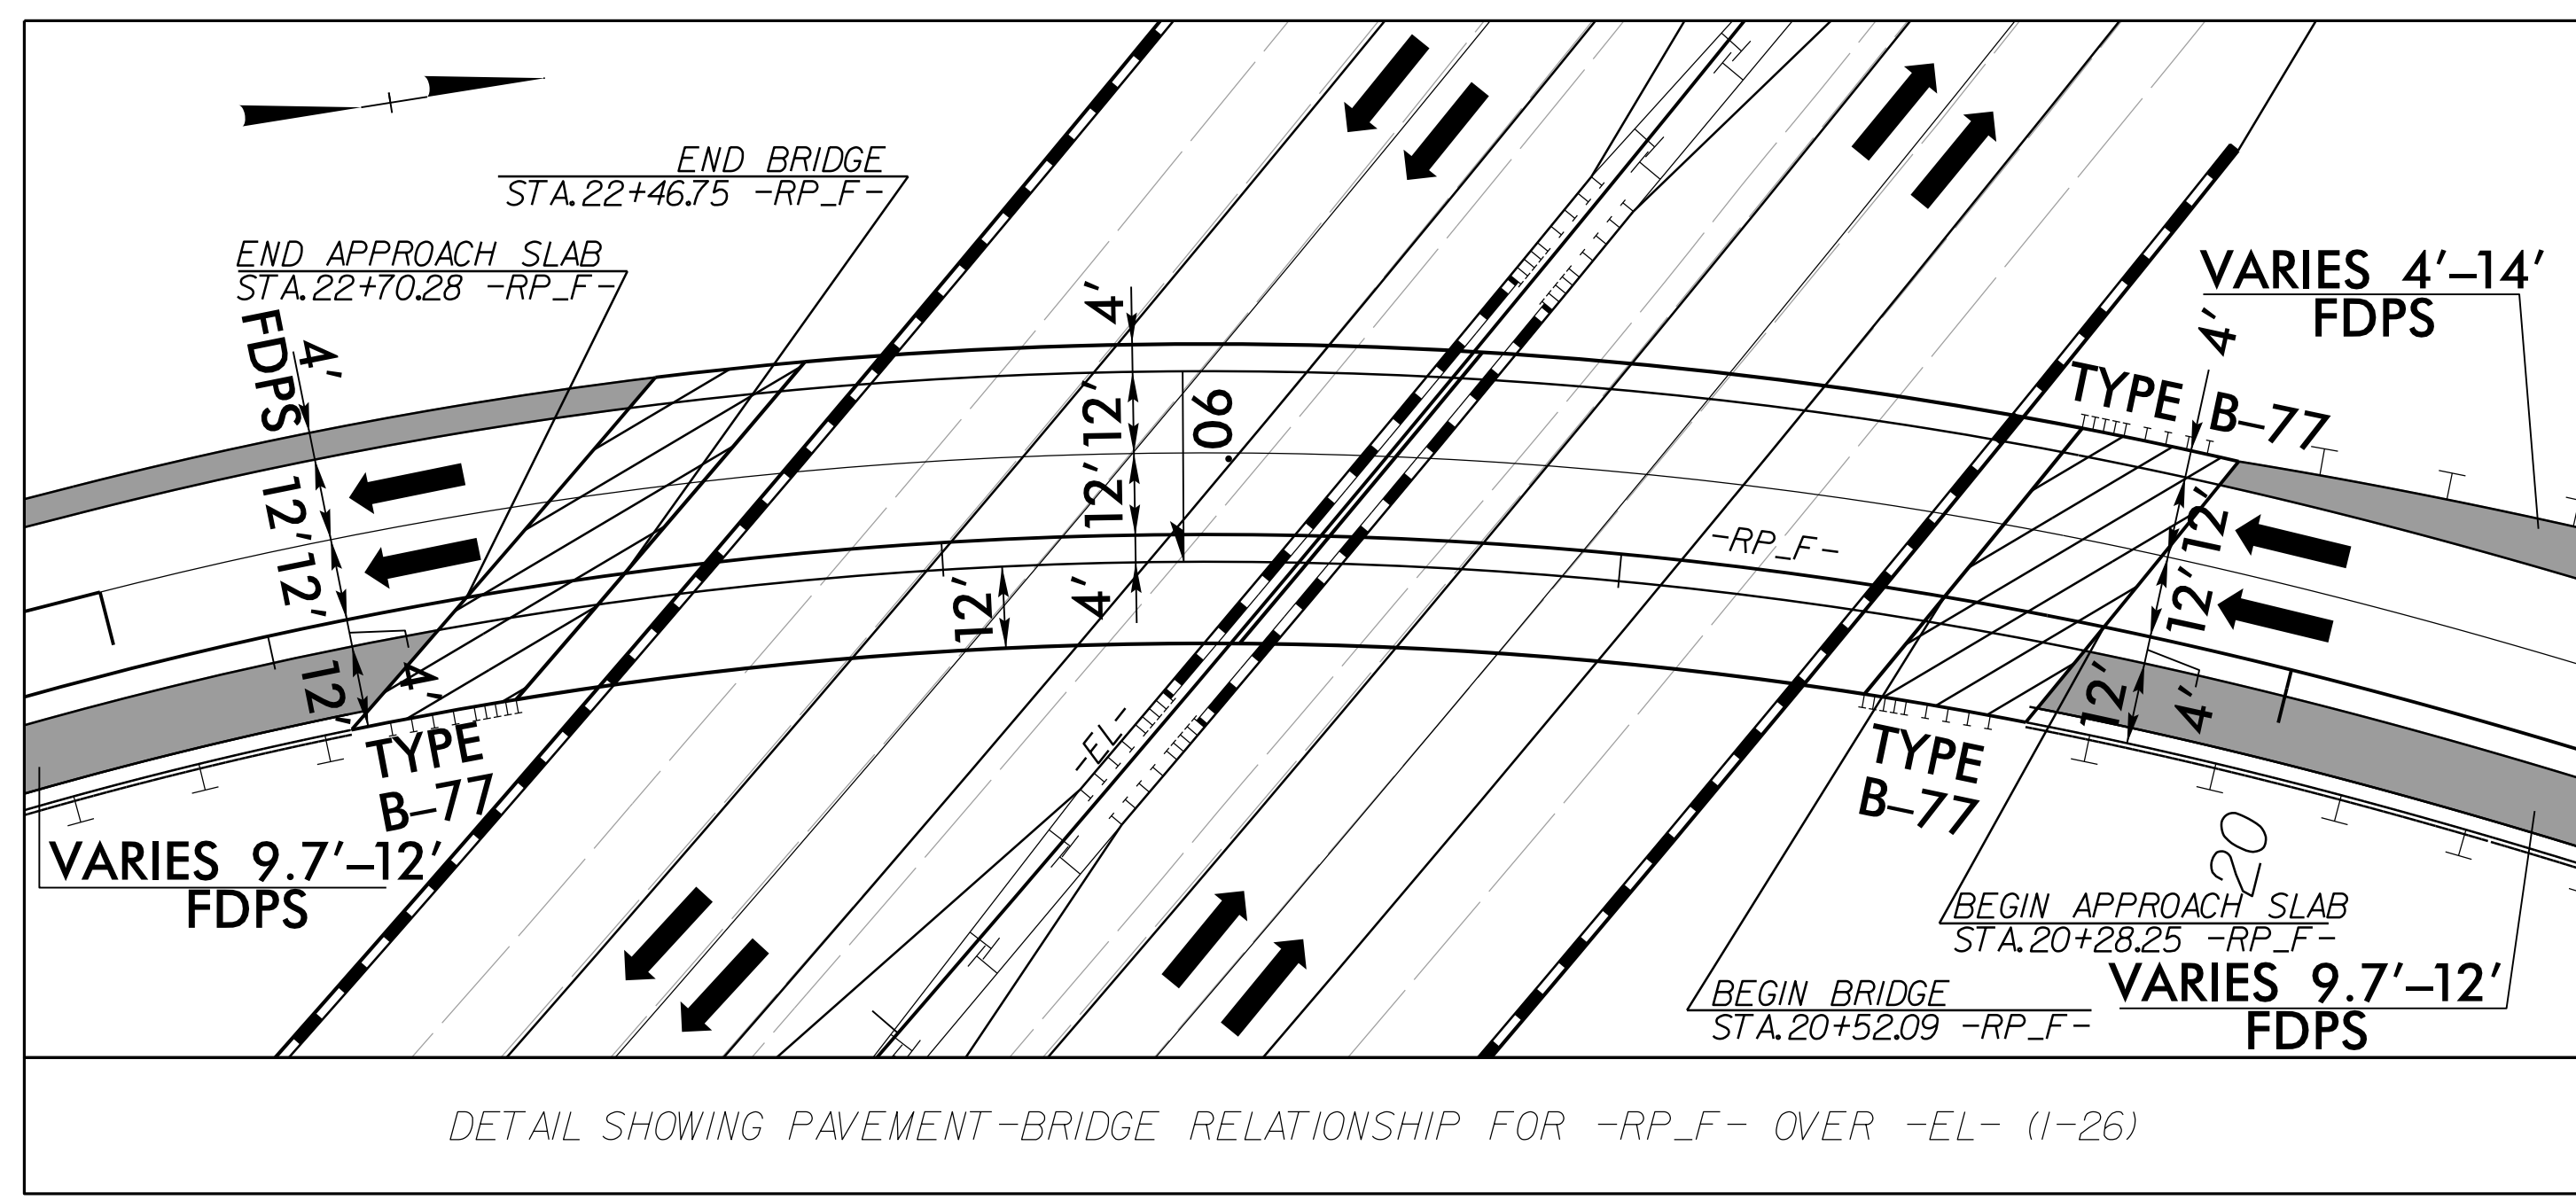 END BRIDGE
STA.22+46.75 -RP_F-
END APPROACH SLAB
STA.22+70.28 -RP_F-
4'
FDPS
12'
12'
12'
4'
TYPE
B-77
VARIES 9.7'-12'
FDPS
4'
12'
12'
.06
4'
12'
-EL-
-RP_F-
VARIES 4'-14'
FDPS
4'
TYPE B-77
12'
12'
12'
4'
TYPE
B-77
20
BEGIN APPROACH SLAB
STA.20+28.25 -RP_F-
VARIES 9.7'-12'
FDPS
BEGIN BRIDGE
STA.20+52.09 -RP_F-
DETAIL SHOWING PAVEMENT-BRIDGE RELATIONSHIP FOR -RP_F- OVER -EL- (I-26)